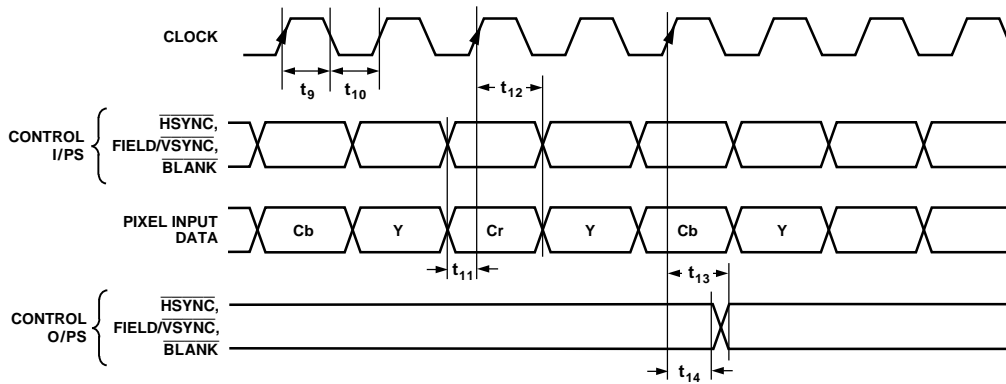 CLOCK
t9
t10
t12
CONTROL
I/PS
HSYNC,
FIELD/VSYNC,
BLANK
PIXEL INPUT
DATA
Cb
Y
Cr
Y
Cb
Y
t11
t13
CONTROL
O/PS
HSYNC,
FIELD/VSYNC,
BLANK
t14